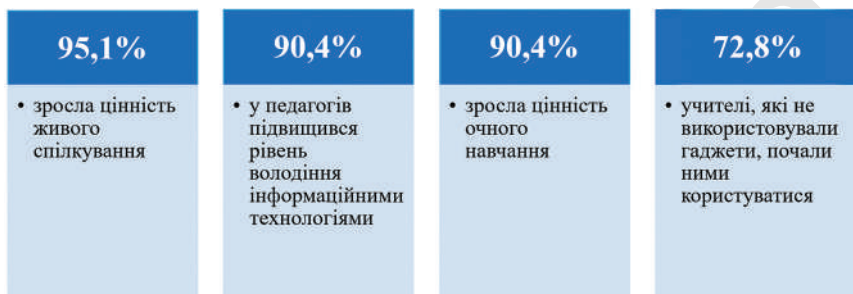 95,1%
• зросла цінність
живого
спілкування
90,4%
• у педагогів
підвищився
рівень
володіння
інформаційними
технологіями
90,4%
• зросла цінність
очного
навчання
72,8%
• учителі, які не
використовували
гаджети, почали
ними
користуватися